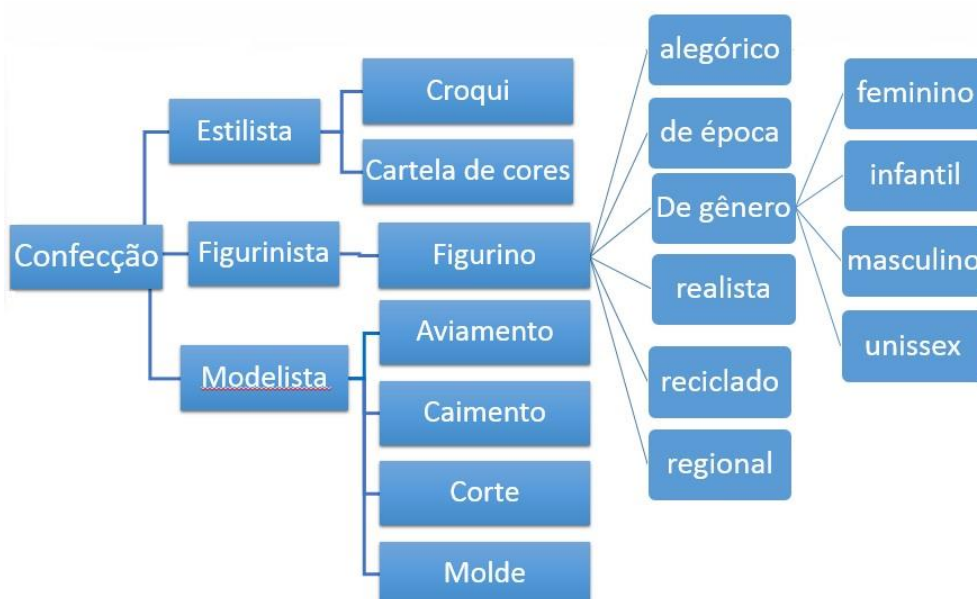 Confecção
Estilista
Croqui
Cartela de cores
Figurinista
Figurino
alegórico
de época
De gênero
feminino
infantil
masculino
unissex
realista
reciclado
regional
Modelista
Aviamento
Caimento
Corte
Molde